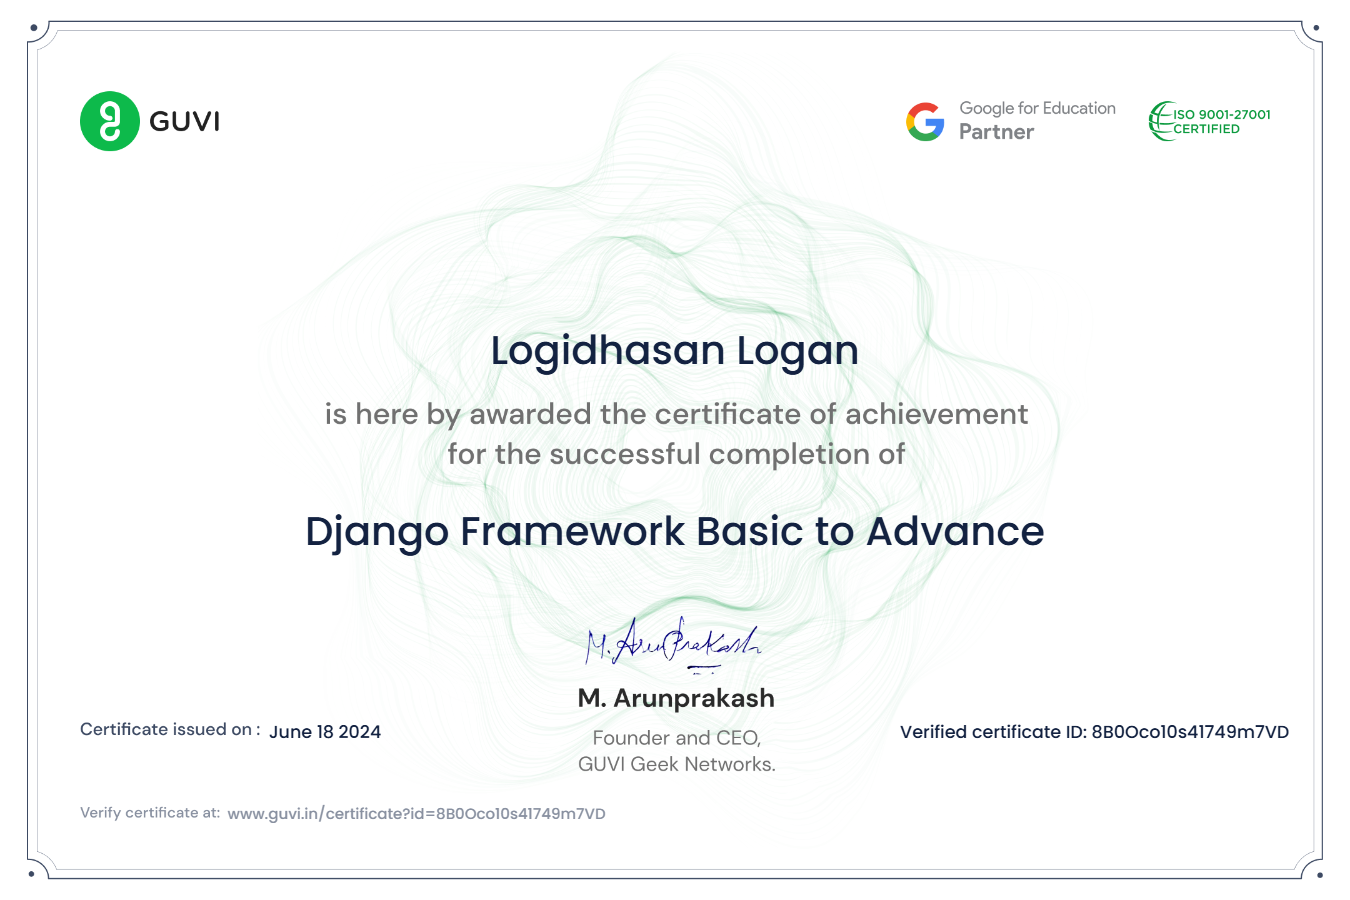 GUVI
Google for Education
Partner
ISO 9001-27001
CERTIFIED
Logidhasan Logan
is here by awarded the certificate of achievement
for the successful completion of
Django Framework Basic to Advance
M. ArunPrakash
M. Arunprakash
Founder and CEO,
GUVI Geek Networks.
Certificate issued on : June 18 2024
Verified certificate ID: 8B0Oco10s41749m7VD
Verify certificate at: www.guvi.in/certificate?id=8B0Oco10s41749m7VD